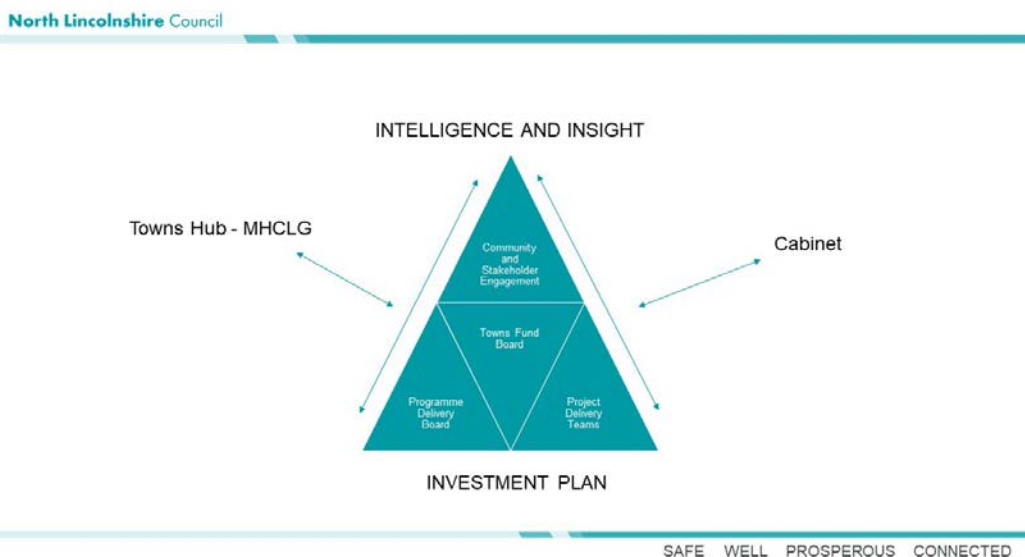 North Lincolnshire Council
INTELLIGENCE AND INSIGHT
Towns Hub - MHCLG
Cabinet
Community
and
Stakeholder
Engagement
Towns Fund
Board
Programme
Delivery
Board
Project
Delivery
Teams
INVESTMENT PLAN
SAFE WELL PROSPEROUS CONNECTED